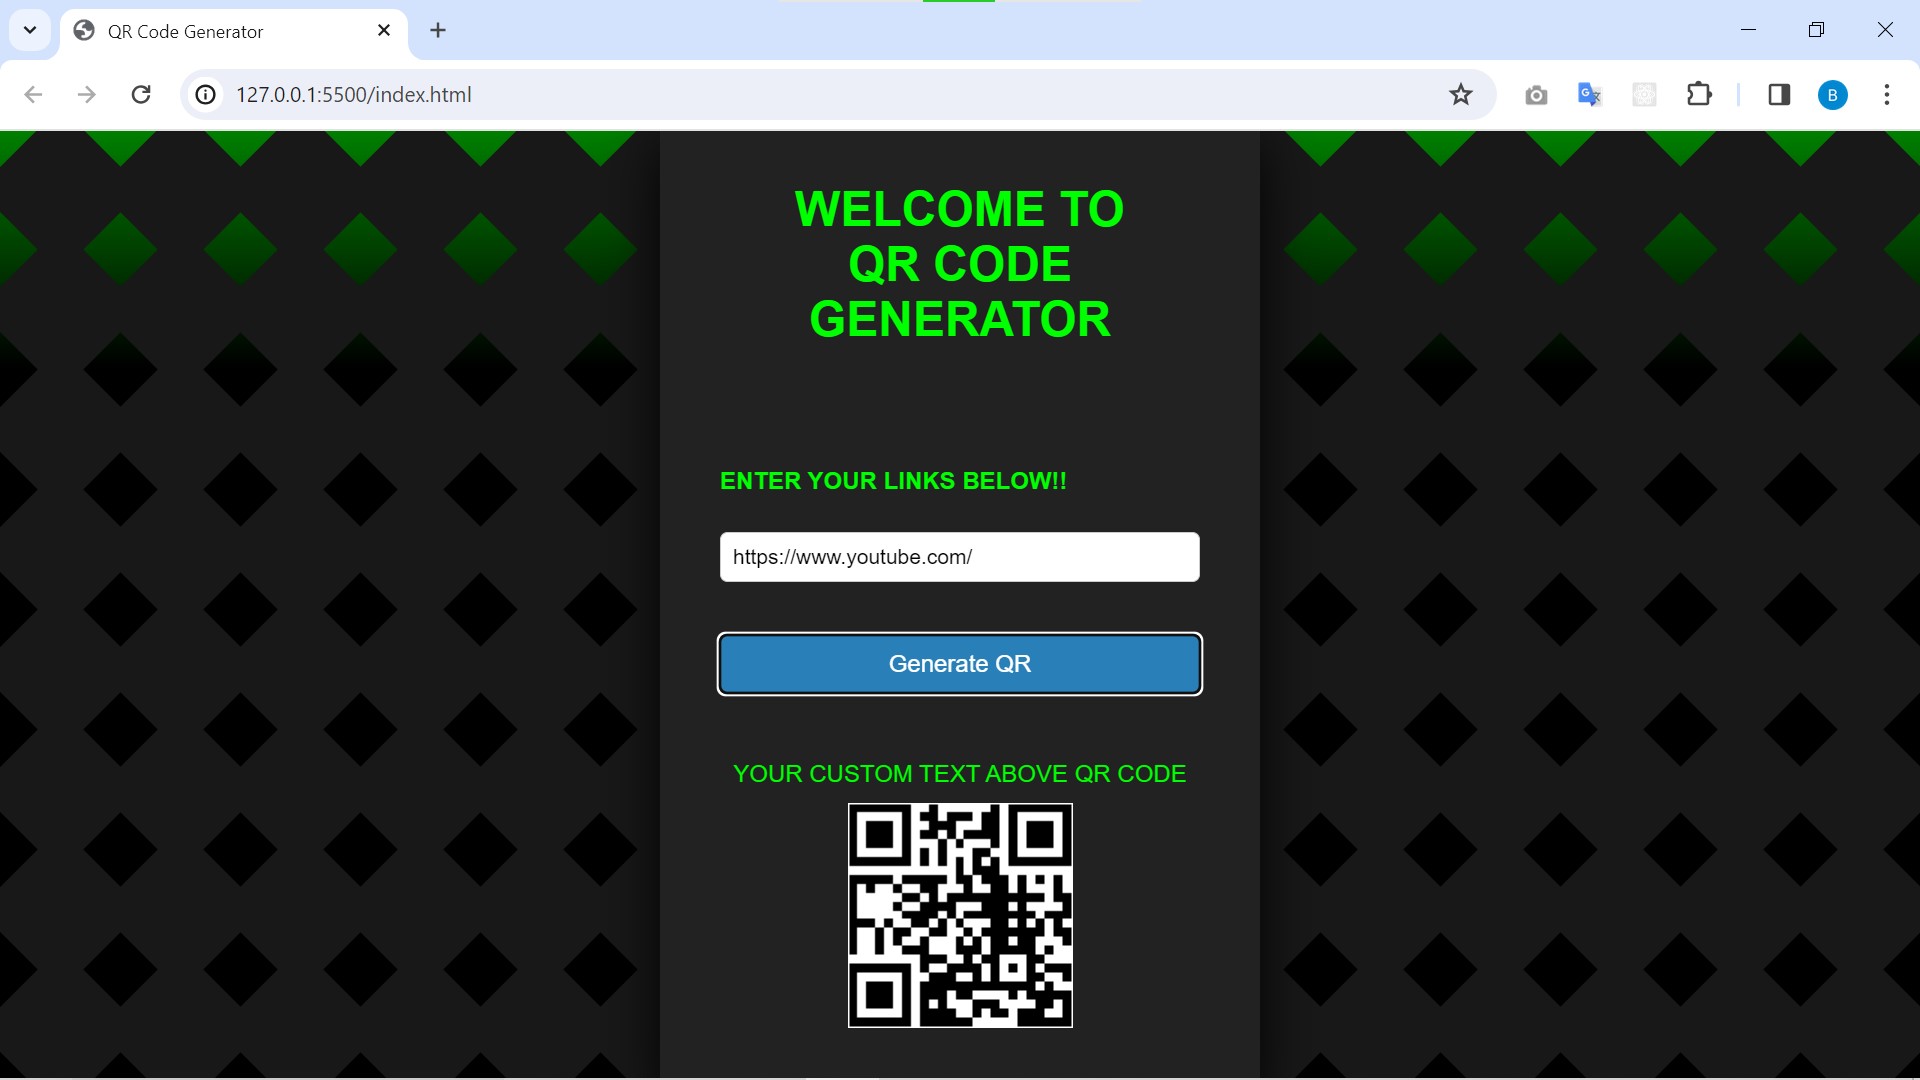 QR Code Generator
127.0.0.1:5500/index.html
B
WELCOME TO
QR CODE
GENERATOR
ENTER YOUR LINKS BELOW!!
https://www.youtube.com/
Generate QR
YOUR CUSTOM TEXT ABOVE QR CODE